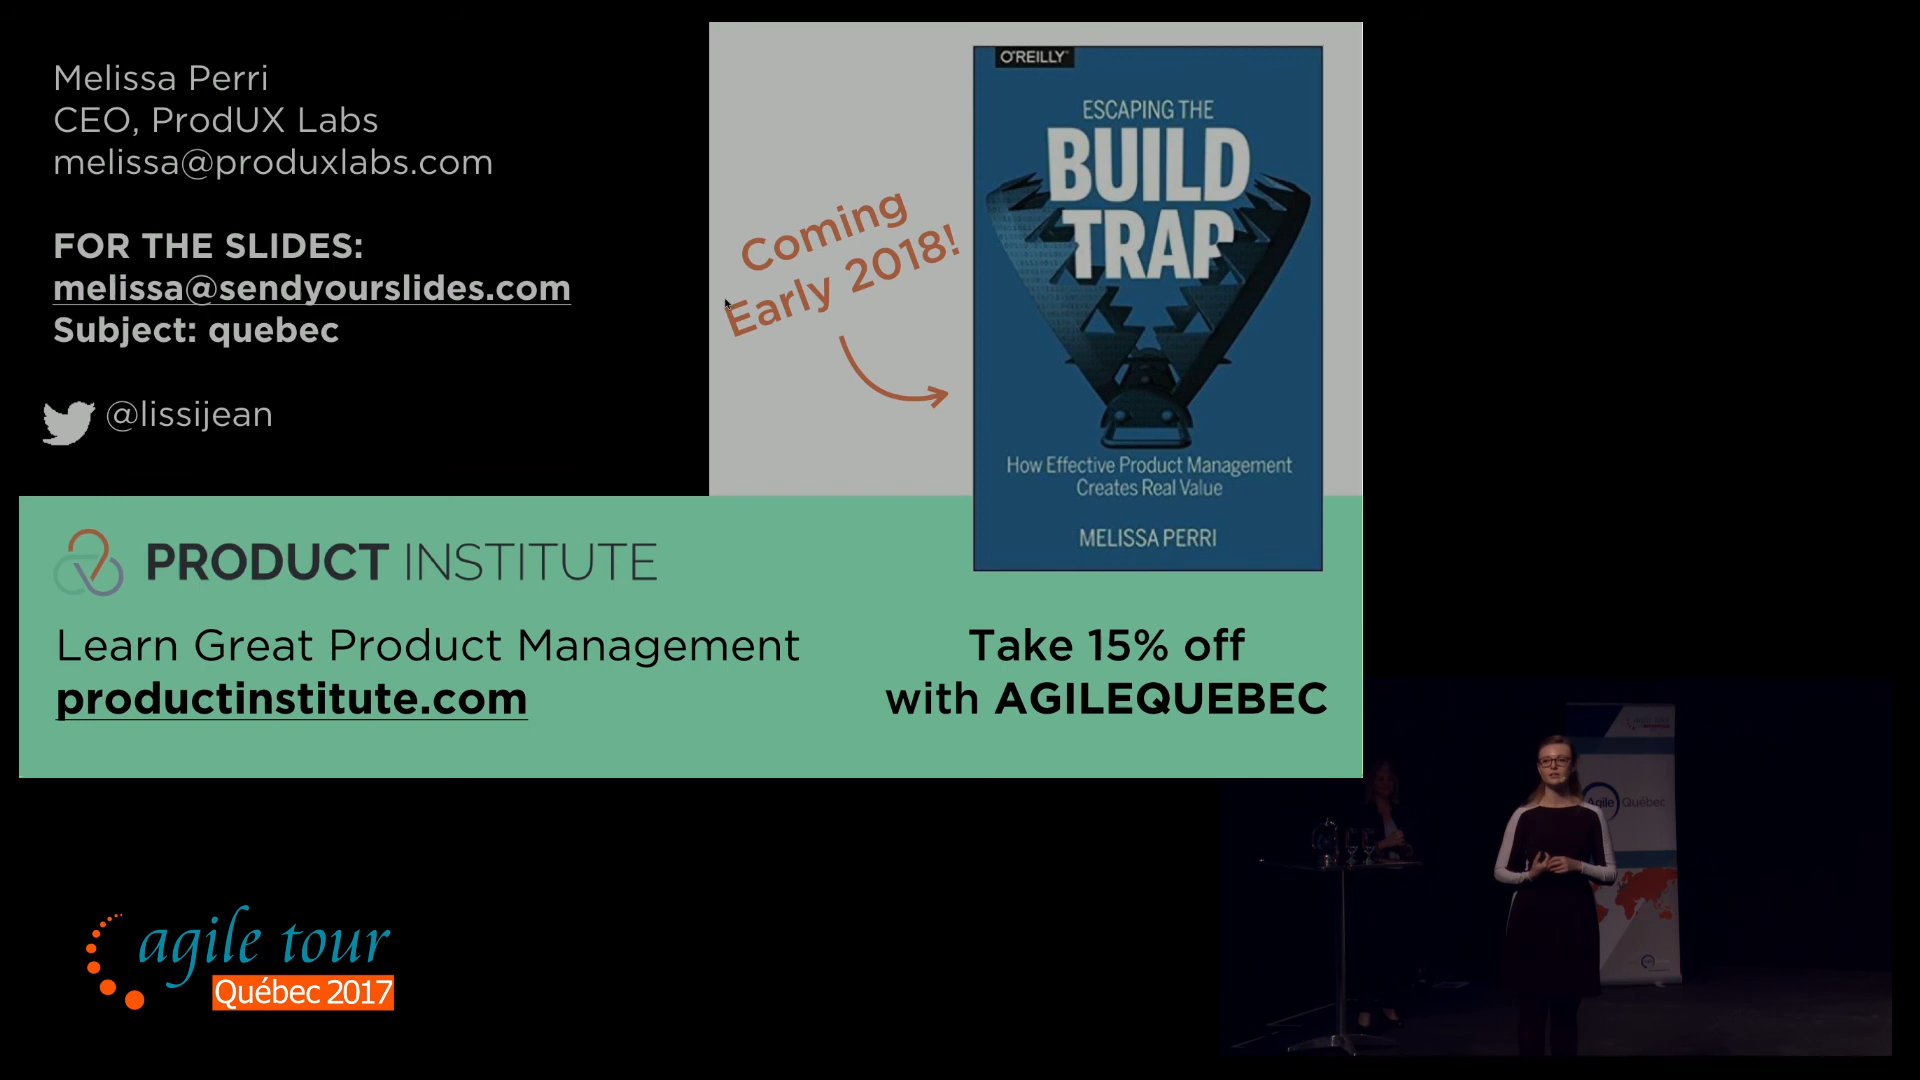 Melissa Perri
CEO, ProdUX Labs
melissa@produxlabs.com
FOR THE SLIDES:
melissa@sendyourslides.com
Subject: quebec
@lissijean
Coming
Early 2018!
O'REILLY
ESCAPING THE
BUILD
TRAP
How Effective Product Management
Creates Real Value
MELISSA PERRI
PRODUCT INSTITUTE
Learn Great Product Management
productinstitute.com
Take 15% off
with AGILEQUEBEC
Agile Québec
agile tour
Québec 2017